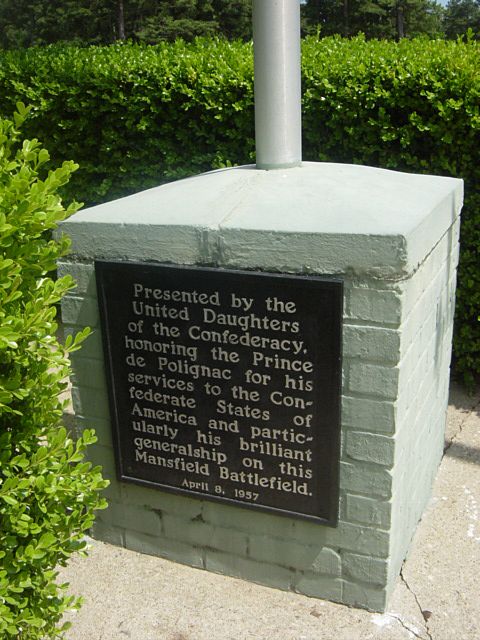 Presented by the
United Daughters
of the Confederacy,
honoring the Prince
de Polignac for his
services to the Con-
federate States of
America and partic-
ularly his brilliant
generalship on this
Mansfield Battlefield.
April 8, 1957